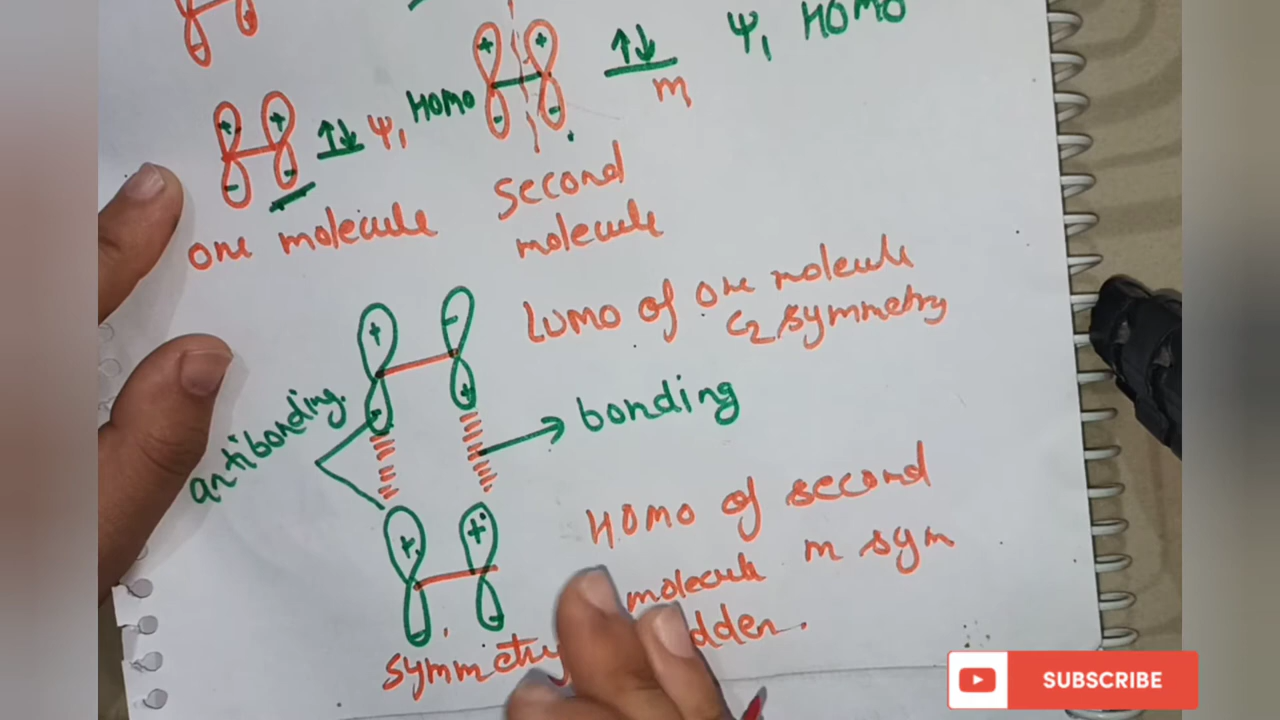 + +
↑↓
Ψ₁ HOMO
m
- -
+ +
↑↓ Ψ₁ HOMO
- -
one molecule
second
molecule
LUMO of one molecule
C₂ symmetry
+ -
+
antibonding.
bonding
HOMO of second
molecule m sym
+ +
- -
symmetry
SUBSCRIBE